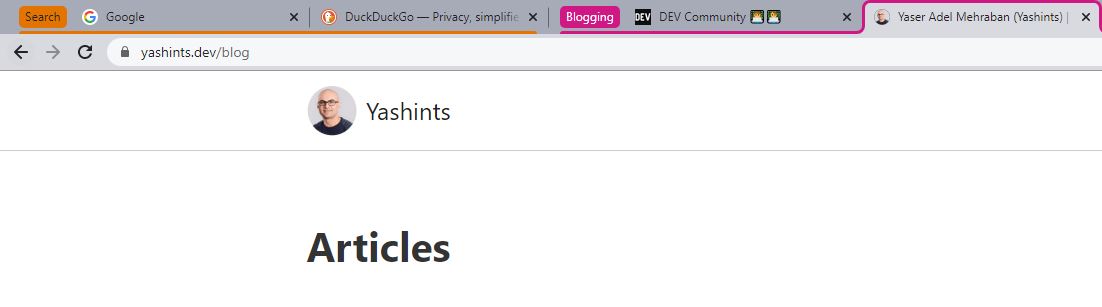 Search Google DuckDuckGo — Privacy, simplifie Blogging DEV DEV Community Yaser Adel Mehraban (Yashints) |
yashints.dev/blog
Yashints
Articles